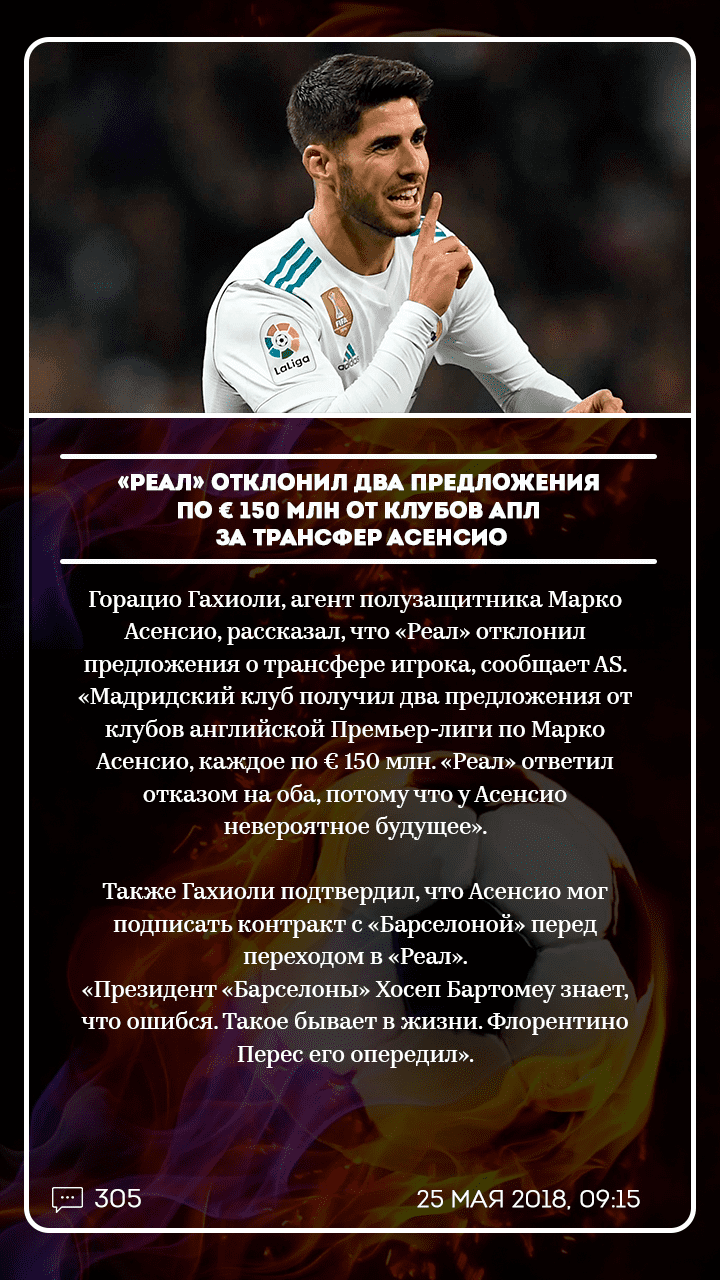 FIFA
LaLiga
adidas
«РЕАЛ» ОТКЛОНИЛ ДВА ПРЕДЛОЖЕНИЯ
ПО € 150 МЛН ОТ КЛУБОВ АПЛ
ЗА ТРАНСФЕР АСЕНСИО
Горацио Гахиоли, агент полузащитника Марко
Асенсио, рассказал, что «Реал» отклонил
предложения о трансфере игрока, сообщает AS.
«Мадридский клуб получил два предложения от
клубов английской Премьер-лиги по Марко
Асенсио, каждое по € 150 млн. «Реал» ответил
отказом на оба, потому что у Асенсио
невероятное будущее».
Также Гахиоли подтвердил, что Асенсио мог
подписать контракт с «Барселоной» перед
переходом в «Реал».
«Президент «Барселоны» Хосеп Бартомеу знает,
что ошибся. Такое бывает в жизни. Флорентино
Перес его опередил».
305
25 МАЯ 2018, 09:15